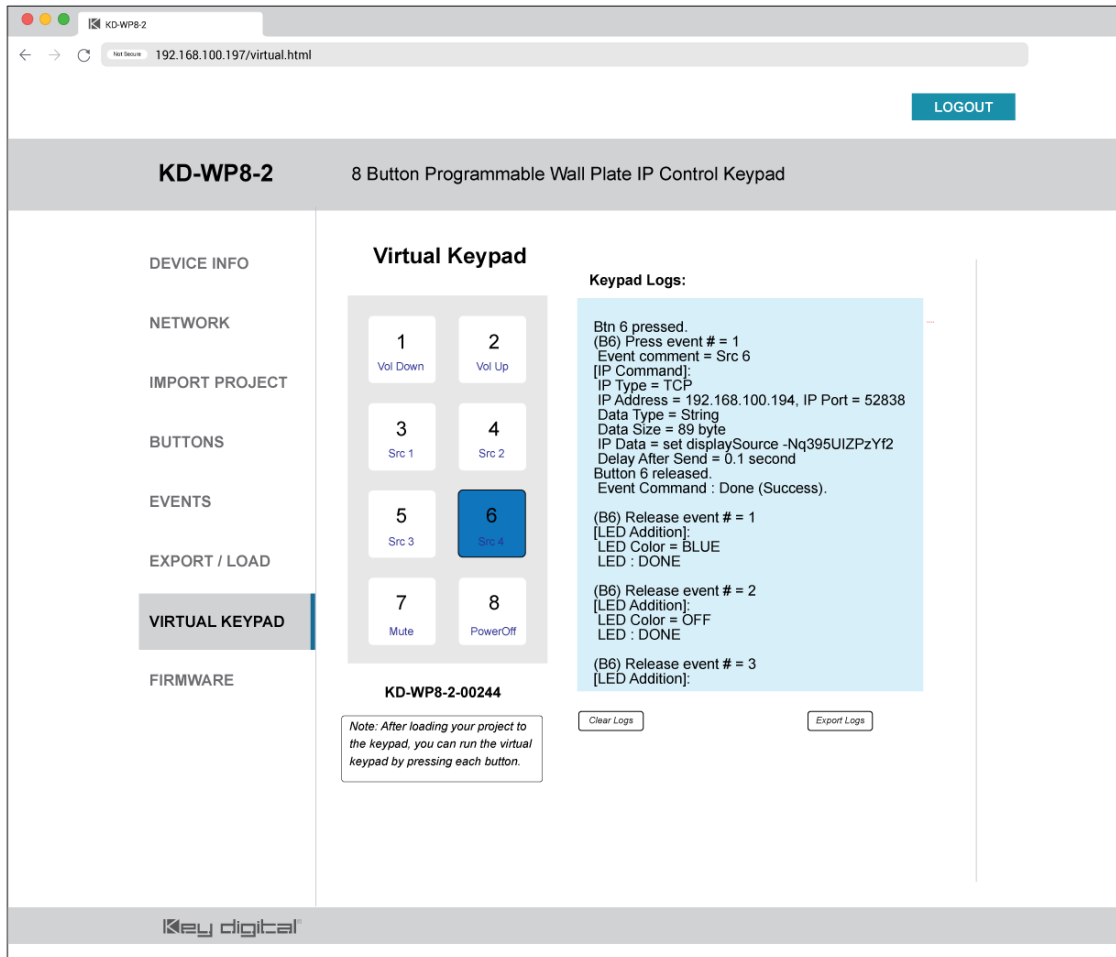 KD-WP8-2
Not Secure 192.168.100.197/virtual.html
LOGOUT
KD-WP8-2 8 Button Programmable Wall Plate IP Control Keypad
DEVICE INFO
NETWORK
IMPORT PROJECT
BUTTONS
EVENTS
EXPORT / LOAD
VIRTUAL KEYPAD
FIRMWARE
Virtual Keypad
1 2
Vol Down Vol Up
3 4
Src 1 Src 2
5 6
Src 3 Src 4
7 8
Mute PowerOff
KD-WP8-2-00244
Note: After loading your project to
the keypad, you can run the virtual
keypad by pressing each button.
Keypad Logs:
Btn 6 pressed.
(B6) Press event # = 1
Event comment = Src 6
[IP Command]:
IP Type = TCP
IP Address = 192.168.100.194, IP Port = 52838
Data Type = String
Data Size = 89 byte
IP Data = set displaySource -Nq395UIZPzYf2
Delay After Send = 0.1 second
Button 6 released.
Event Command : Done (Success).
(B6) Release event # = 1
[LED Addition]:
LED Color = BLUE
LED : DONE
(B6) Release event # = 2
[LED Addition]:
LED Color = OFF
LED : DONE
(B6) Release event # = 3
[LED Addition]:
Clear Logs Export Logs
Key digital®